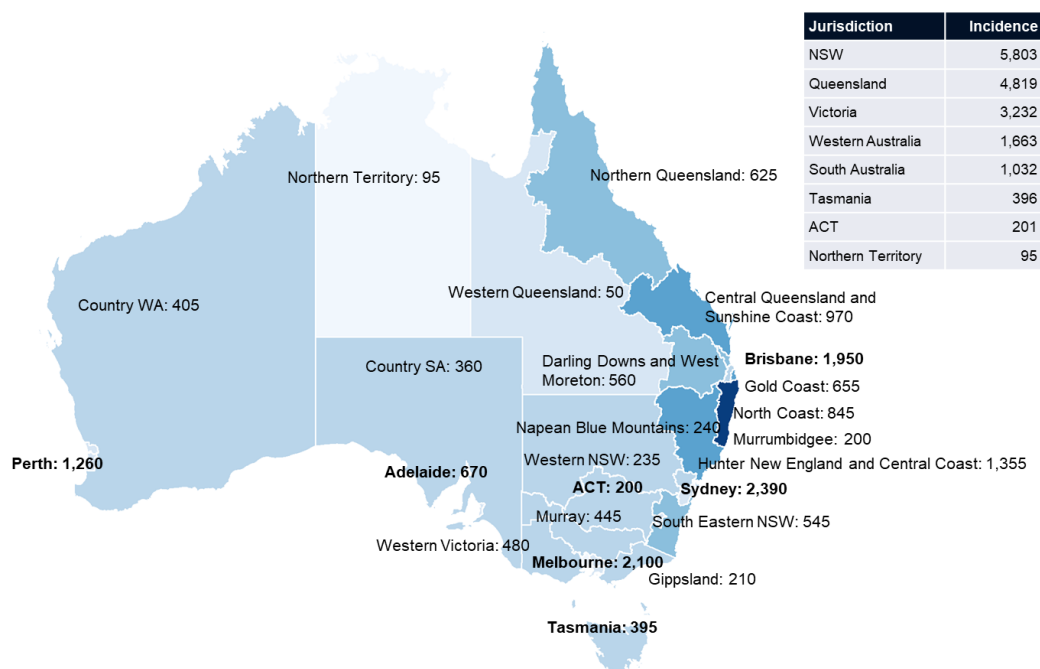 Jurisdiction Incidence
NSW 5,803
Queensland 4,819
Victoria 3,232
Western Australia 1,663
South Australia 1,032
Tasmania 396
ACT 201
Northern Territory 95
Northern Territory: 95
Northern Queensland: 625
Western Queensland: 50
Central Queensland and
Sunshine Coast: 970
Country WA: 405
Country SA: 360
Darling Downs and West
Moreton: 560
Brisbane: 1,950
Gold Coast: 655
North Coast: 845
Napean Blue Mountains: 240
Murrumbidgee: 200
Perth: 1,260
Adelaide: 670
Western NSW: 235
Hunter New England and Central Coast: 1,355
ACT: 200
Sydney: 2,390
Murray: 445
South Eastern NSW: 545
Western Victoria: 480
Melbourne: 2,100
Gippsland: 210
Tasmania: 395